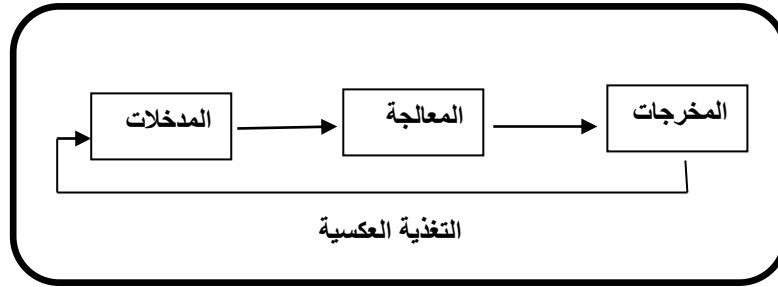 المدخلات
المعالجة
المخرجات
التغذية العكسية